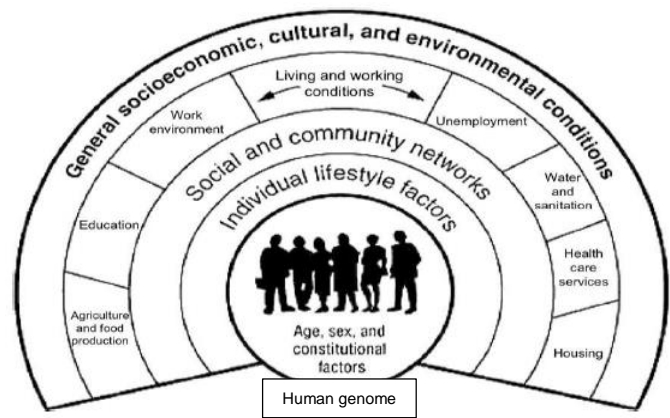 General socioeconomic, cultural, and environmental conditions
Living and working
conditions
Work
environment
Unemployment
Education
Water
and
sanitation
Agriculture
and food
production
Health
care
services
Housing
Social and community networks
Individual lifestyle factors
Age, sex, and
constitutional
factors
Human genome